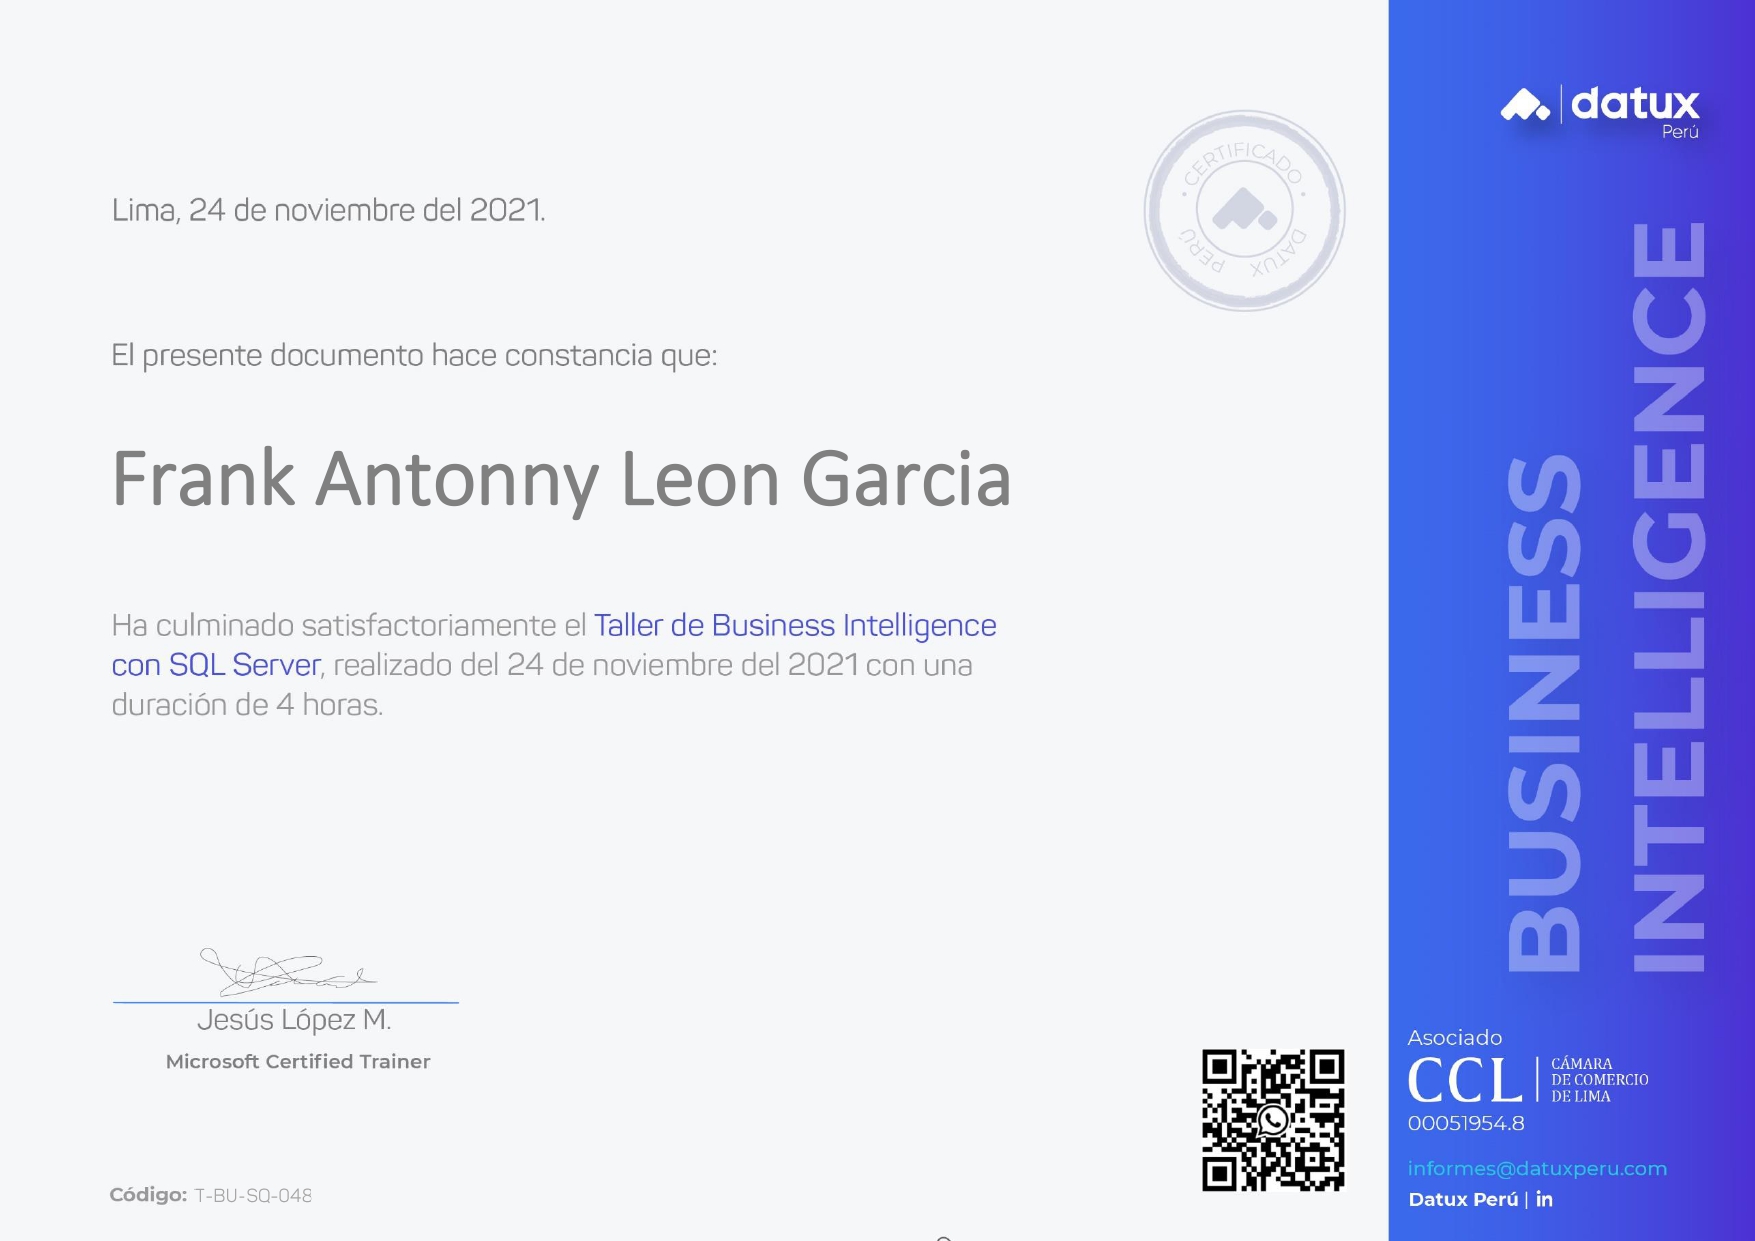 datux
Perú
CERTIFICADO
DATUX PERÚ
Lima, 24 de noviembre del 2021.
El presente documento hace constancia que:
Frank Antonny Leon Garcia
Ha culminado satisfactoriamente el Taller de Business Intelligence
con SQL Server, realizado del 24 de noviembre del 2021 con una
duración de 4 horas.
Jesús López M.
Microsoft Certified Trainer
Código: T-BU-SQ-048
BUSINESS
INTELLIGENCE
Asociado
CCL
CÁMARA
DE COMERCIO
DE LIMA
00051954.8
informes@datuxperu.com
Datux Perú | in